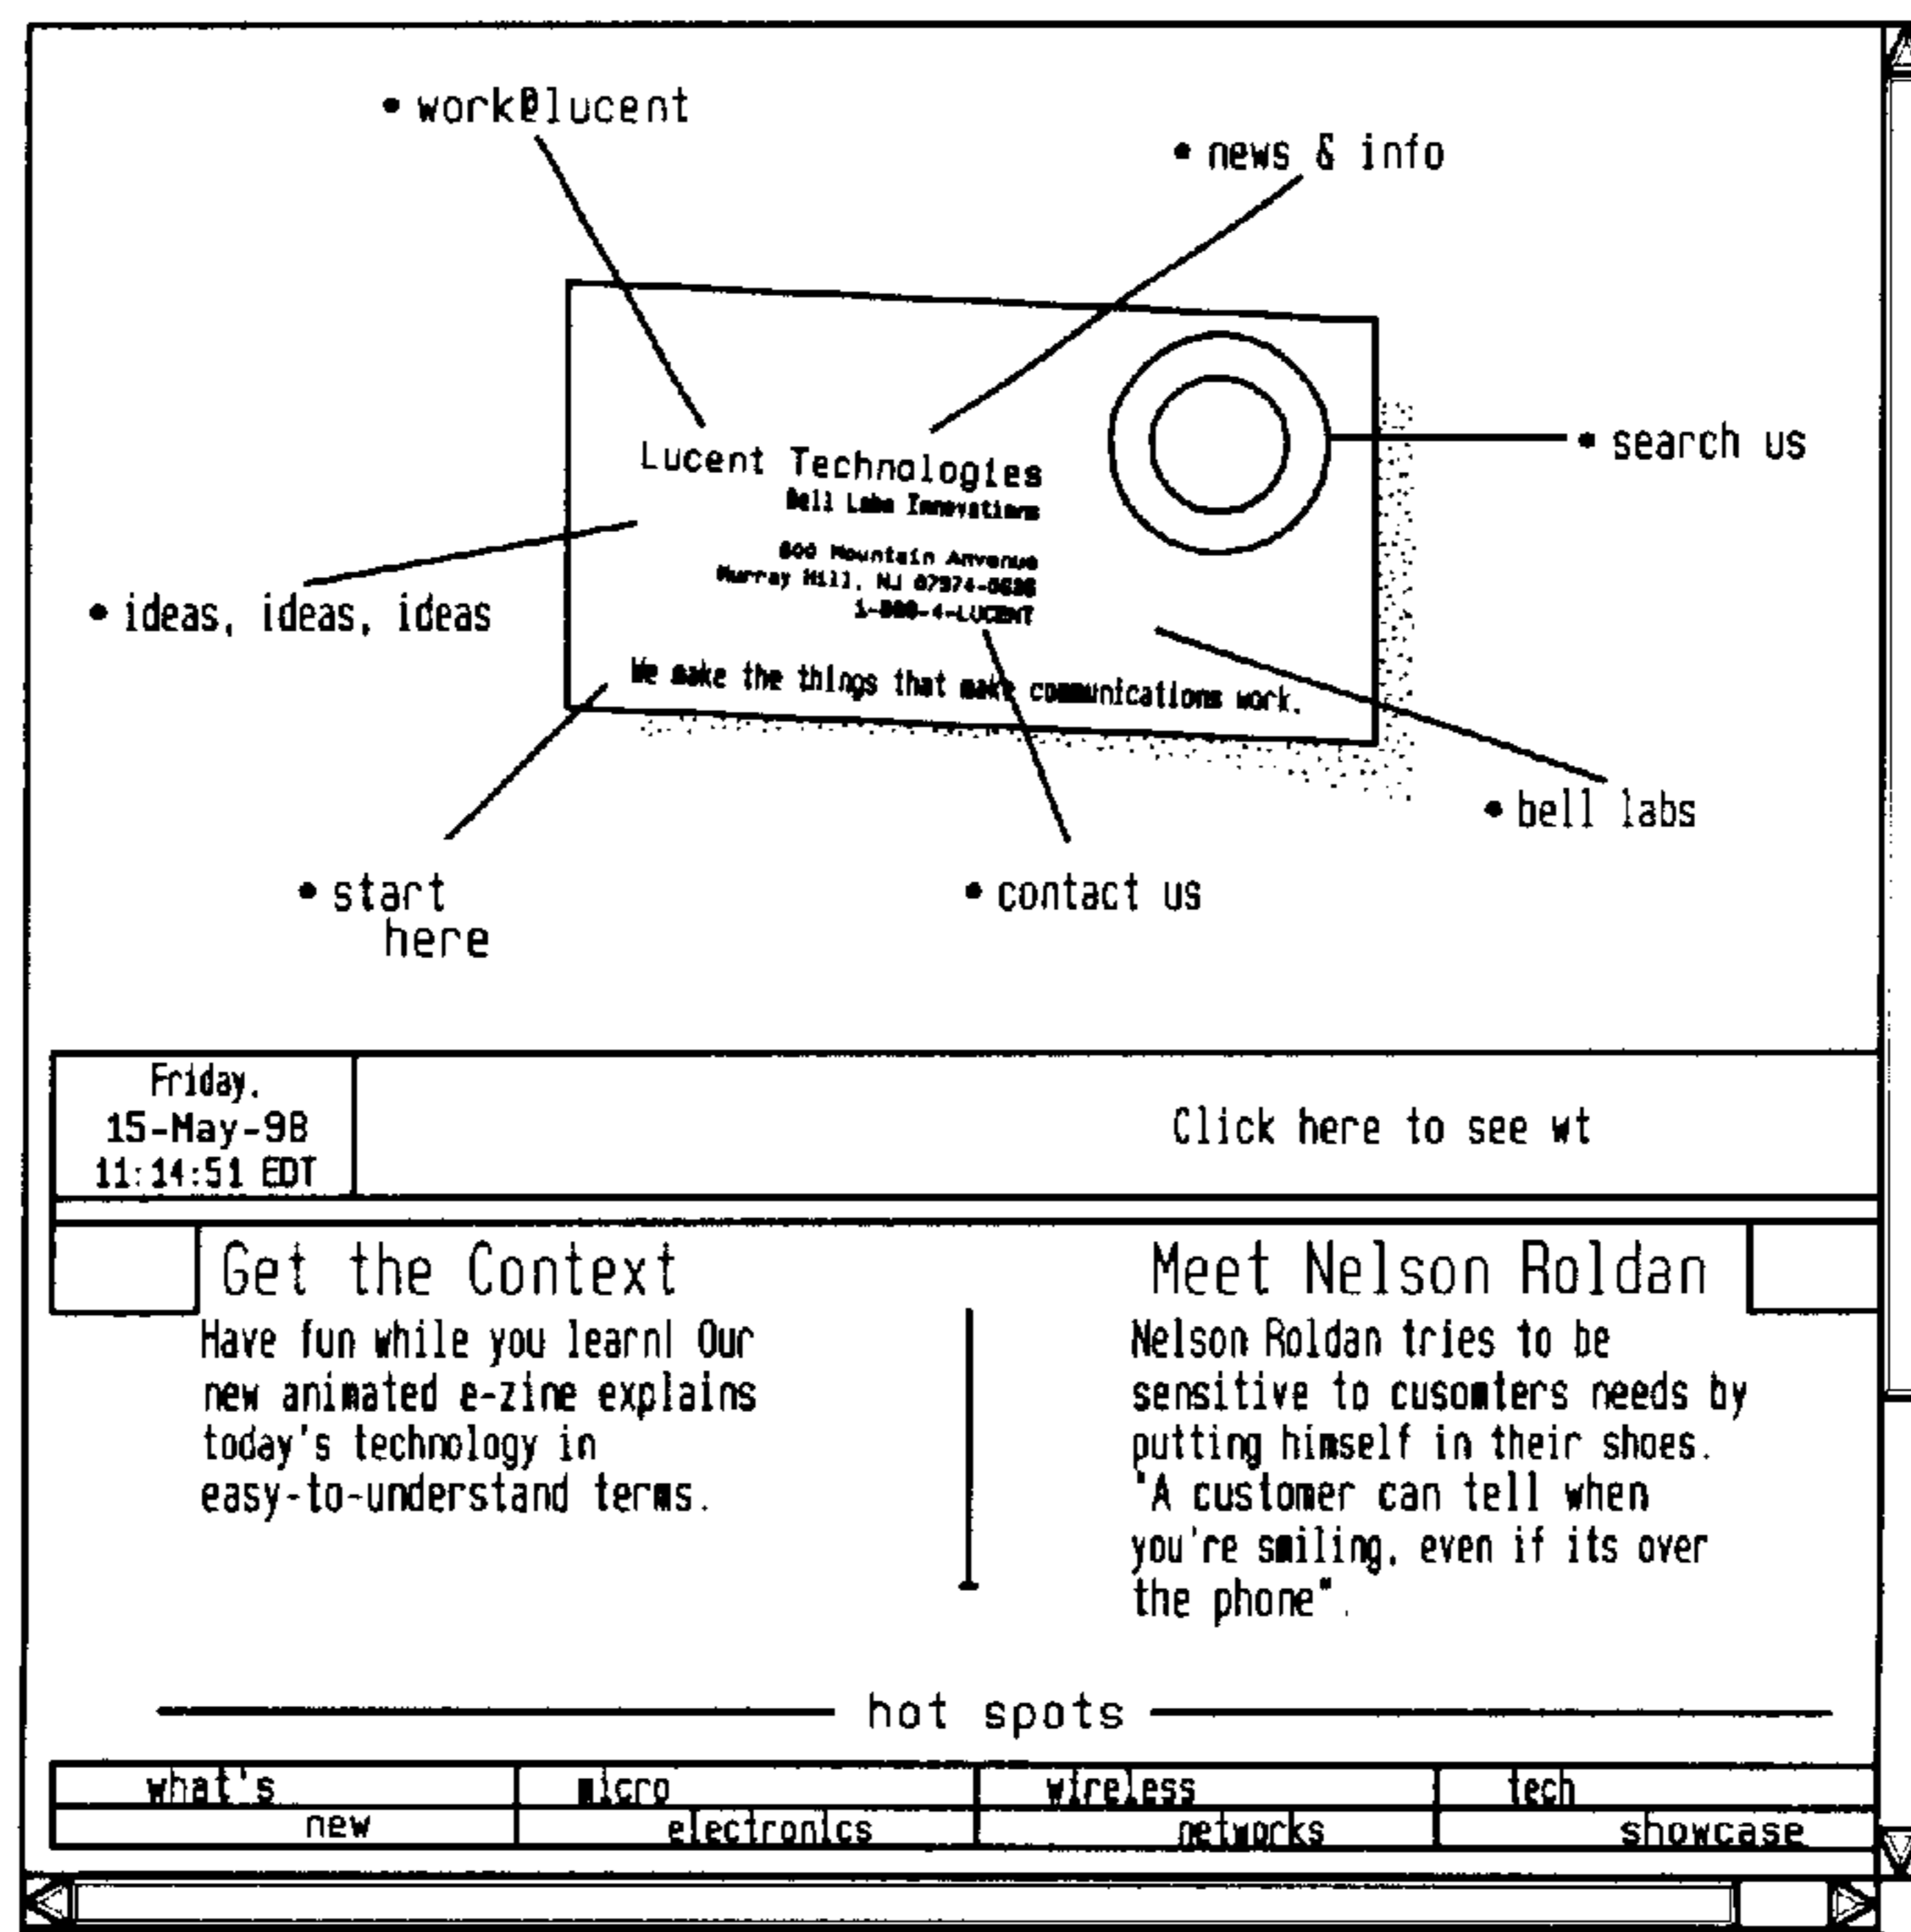 • work@lucent
• news & info
• search us
Lucent Technologies
Bell Labs Innovations
600 Mountain Anvenue
Murray Hill, NJ 07974-0636
1-800-4-LUCENT
• ideas, ideas, ideas
We make the things that make communications work.
• bell labs
• start
here
• contact us
Friday,
15-May-98
11:14:51 EDT
Click here to see wt
Get the Context
Have fun while you learn! Our
new animated e-zine explains
today's technology in
easy-to-understand terms.
Meet Nelson Roldan
Nelson Roldan tries to be
sensitive to cusomters needs by
putting himself in their shoes.
"A customer can tell when
you're smiling, even if its over
the phone".
hot spots
what's
new
micro
electronics
wireless
networks
tech
showcase